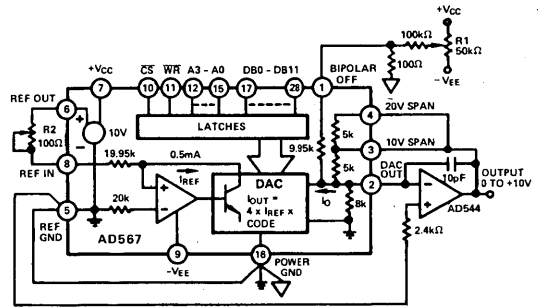 +VCC
100kΩ
R1
50kΩ
100Ω
-VEE
+VCC
CS WR A3 - A0 DB0 - DB11
BIPOLAR
OFF
7
10
11
12
15
17
28
1
REF OUT
6
10V
LATCHES
9.95k
4
20V SPAN
5k
3
10V SPAN
5k
R2
100Ω
8
REF IN
19.95k
0.5mA
IREF
DAC
IOUT =
4 x IREF x
CODE
DAC
OUT
2
IO
8k
10pF
OUTPUT
0 TO +10V
AD544
2.4kΩ
5
REF
GND
20k
AD567
9
-VEE
16
POWER
GND